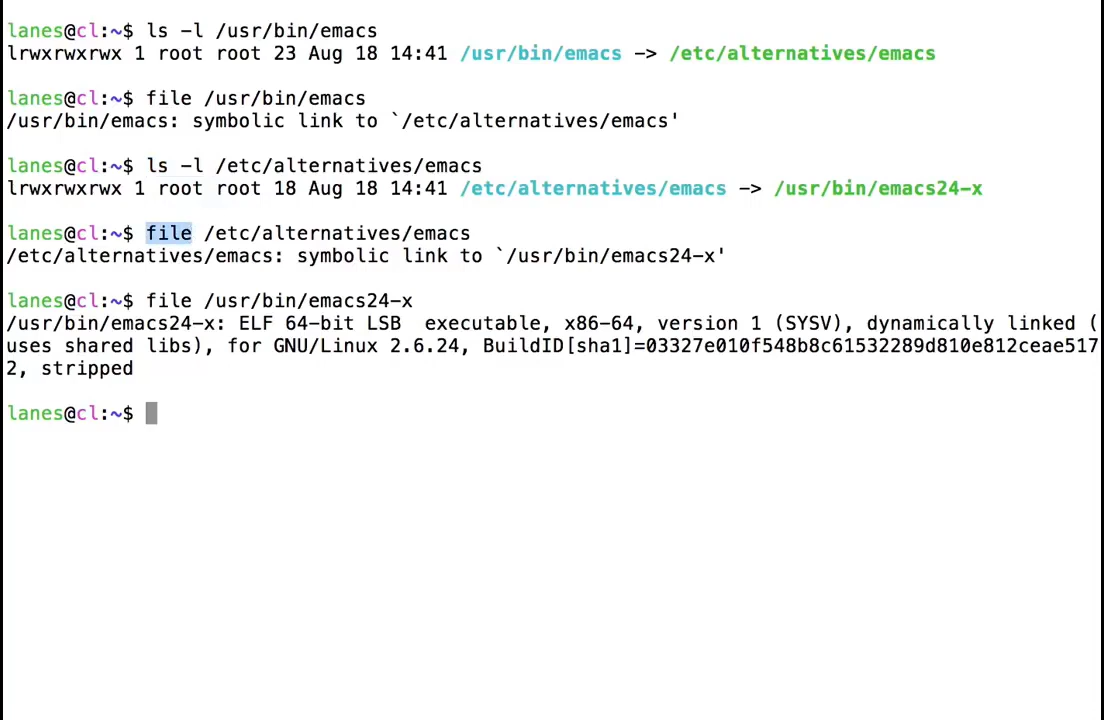 lanes@cl:~$ ls -l /usr/bin/emacs
lrwxrwxrwx 1 root root 23 Aug 18 14:41 /usr/bin/emacs -> /etc/alternatives/emacs
lanes@cl:~$ file /usr/bin/emacs
/usr/bin/emacs: symbolic link to `/etc/alternatives/emacs'
lanes@cl:~$ ls -l /etc/alternatives/emacs
lrwxrwxrwx 1 root root 18 Aug 18 14:41 /etc/alternatives/emacs -> /usr/bin/emacs24-x
lanes@cl:~$ file /etc/alternatives/emacs
/etc/alternatives/emacs: symbolic link to `/usr/bin/emacs24-x'
lanes@cl:~$ file /usr/bin/emacs24-x
/usr/bin/emacs24-x: ELF 64-bit LSB  executable, x86-64, version 1 (SYSV), dynamically linked (
uses shared libs), for GNU/Linux 2.6.24, BuildID[sha1]=03327e010f548b8c61532289d810e812ceae517
2, stripped
lanes@cl:~$